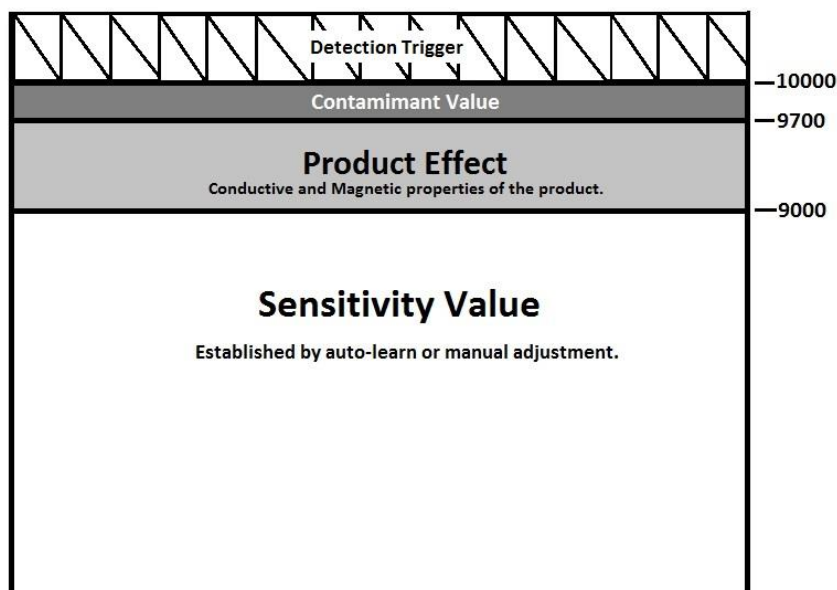 Detection Trigger
10000
Contamimant Value
9700
Product Effect
Conductive and Magnetic properties of the product.
9000
Sensitivity Value
Established by auto-learn or manual adjustment.